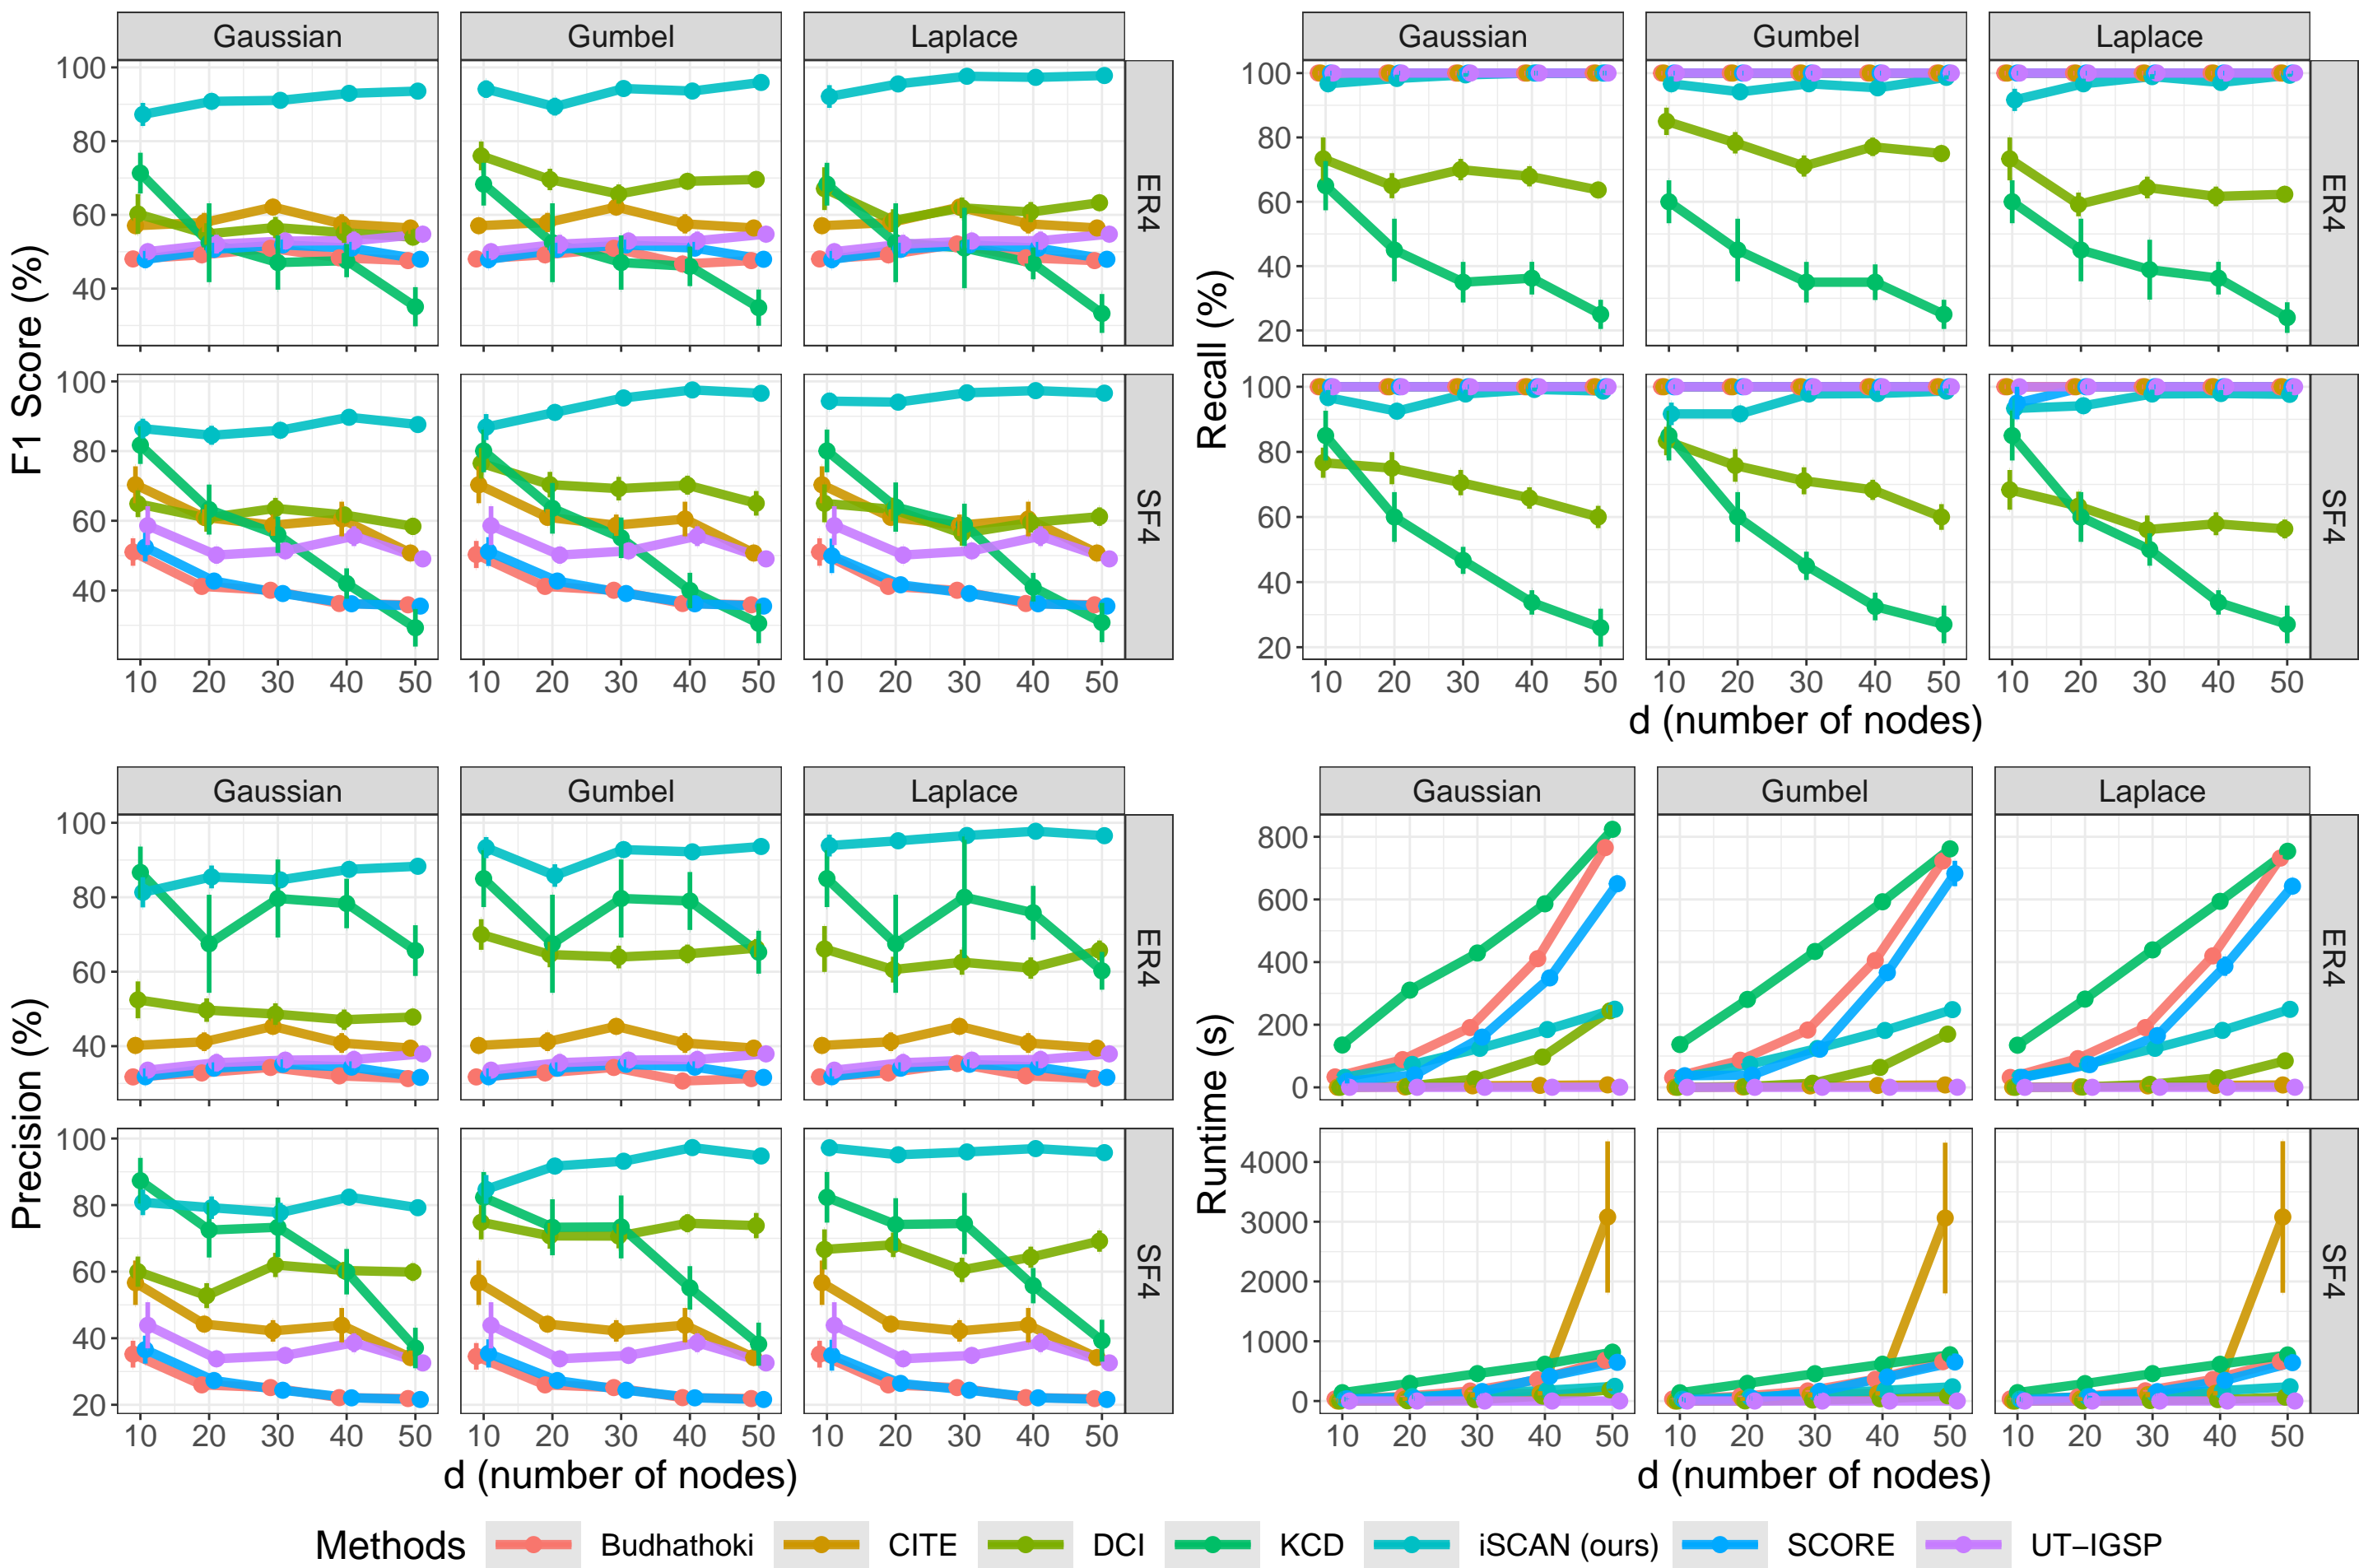 Gaussian Gumbel Laplace
F1 Score (%)
100
80
60
40
ER4
100
80
60
40
SF4
10 20 30 40 50 10 20 30 40 50 10 20 30 40 50
Gaussian Gumbel Laplace
Recall (%)
100
80
60
40
20
ER4
100
80
60
40
20
SF4
10 20 30 40 50 10 20 30 40 50 10 20 30 40 50
d (number of nodes)
Gaussian Gumbel Laplace
Precision (%)
100
80
60
40
ER4
100
80
60
40
20
SF4
10 20 30 40 50 10 20 30 40 50 10 20 30 40 50
d (number of nodes)
Gaussian Gumbel Laplace
Runtime (s)
800
600
400
200
0
ER4
4000
3000
2000
1000
0
SF4
10 20 30 40 50 10 20 30 40 50 10 20 30 40 50
d (number of nodes)
Methods Budhathoki CITE DCI KCD iSCAN (ours) SCORE UT−IGSP